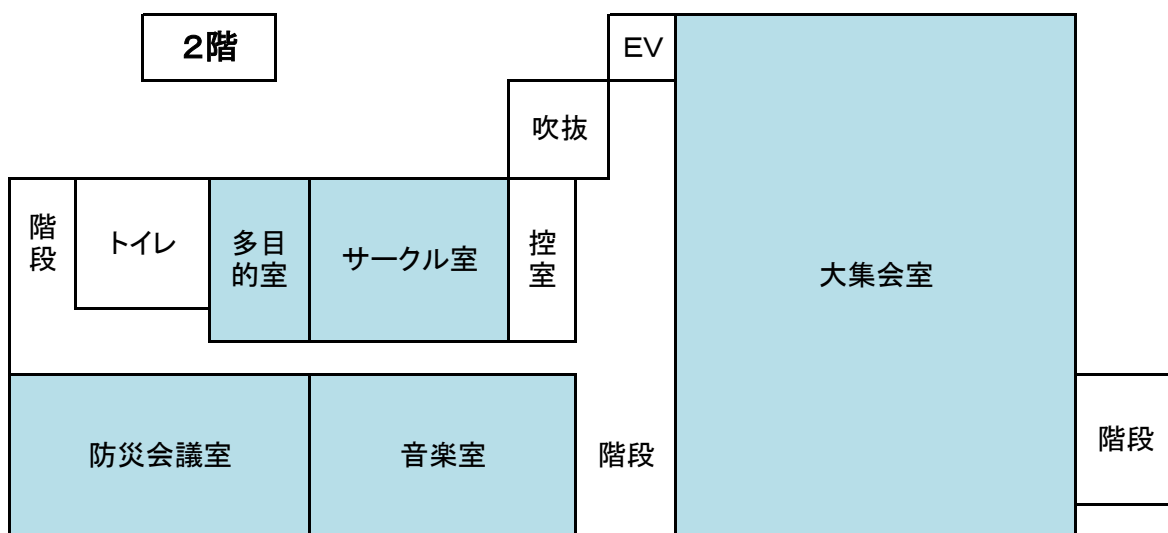 2階
EV
吹抜
階
段
トイレ
多目
的室
サークル室
控
室
大集会室
防災会議室
音楽室
階段
階段